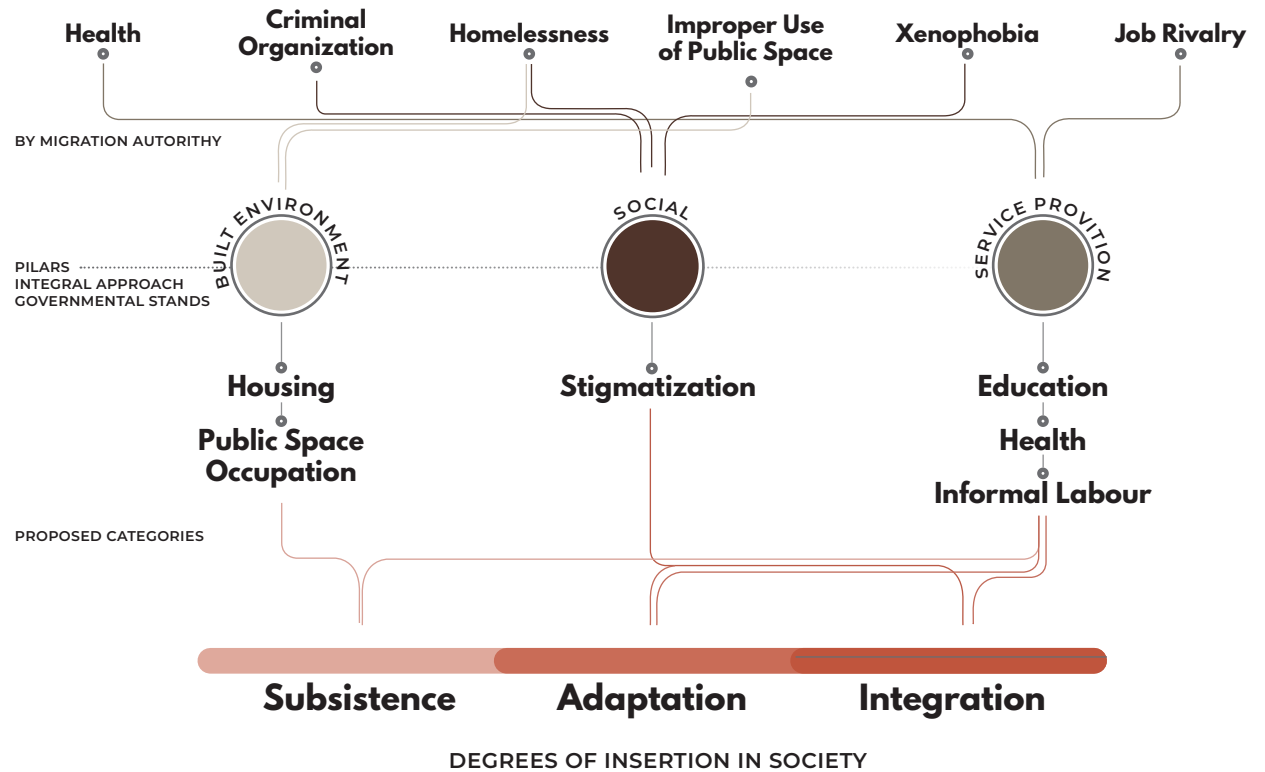 Health
Criminal
Organization
Homelessness
Improper Use
of Public Space
Xenophobia
Job Rivalry
BY MIGRATION AUTORITHY
BUILT ENVIRONMENT
SOCIAL
SERVICE PROVITION
PILARS
INTEGRAL APPROACH
GOVERNMENTAL STANDS
Housing
Stigmatization
Education
Public Space
Occupation
Health
Informal Labour
PROPOSED CATEGORIES
Subsistence
Adaptation
Integration
DEGREES OF INSERTION IN SOCIETY